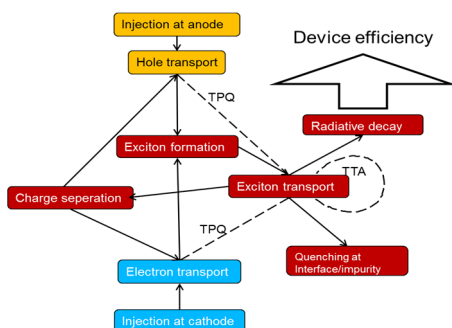 Injection at anode
Device efficiency
Hole transport
TPQ
Radiative decay
Exciton formation
TTA
Exciton transport
Charge seperation
TPQ
Quenching at
Interface/impurity
Electron transport
Injection at cathode